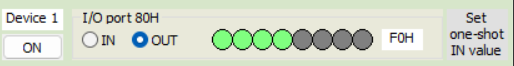 Device 1
ON
I/O port 80H
IN OUT
F0H
Set
one-shot
IN value